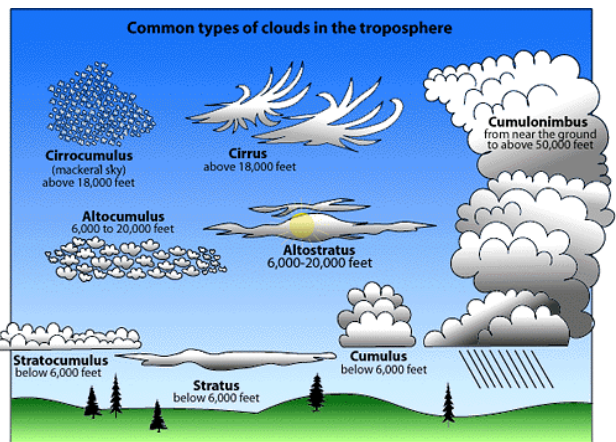 Common types of clouds in the troposphere
Cirrocumulus
(mackeral sky)
above 18,000 feet
Cirrus
above 18,000 feet
Cumulonimbus
from near the ground
to above 50,000 feet
Altocumulus
6,000 to 20,000 feet
Altostratus
6,000-20,000 feet
Stratocumulus
below 6,000 feet
Stratus
below 6,000 feet
Cumulus
below 6,000 feet